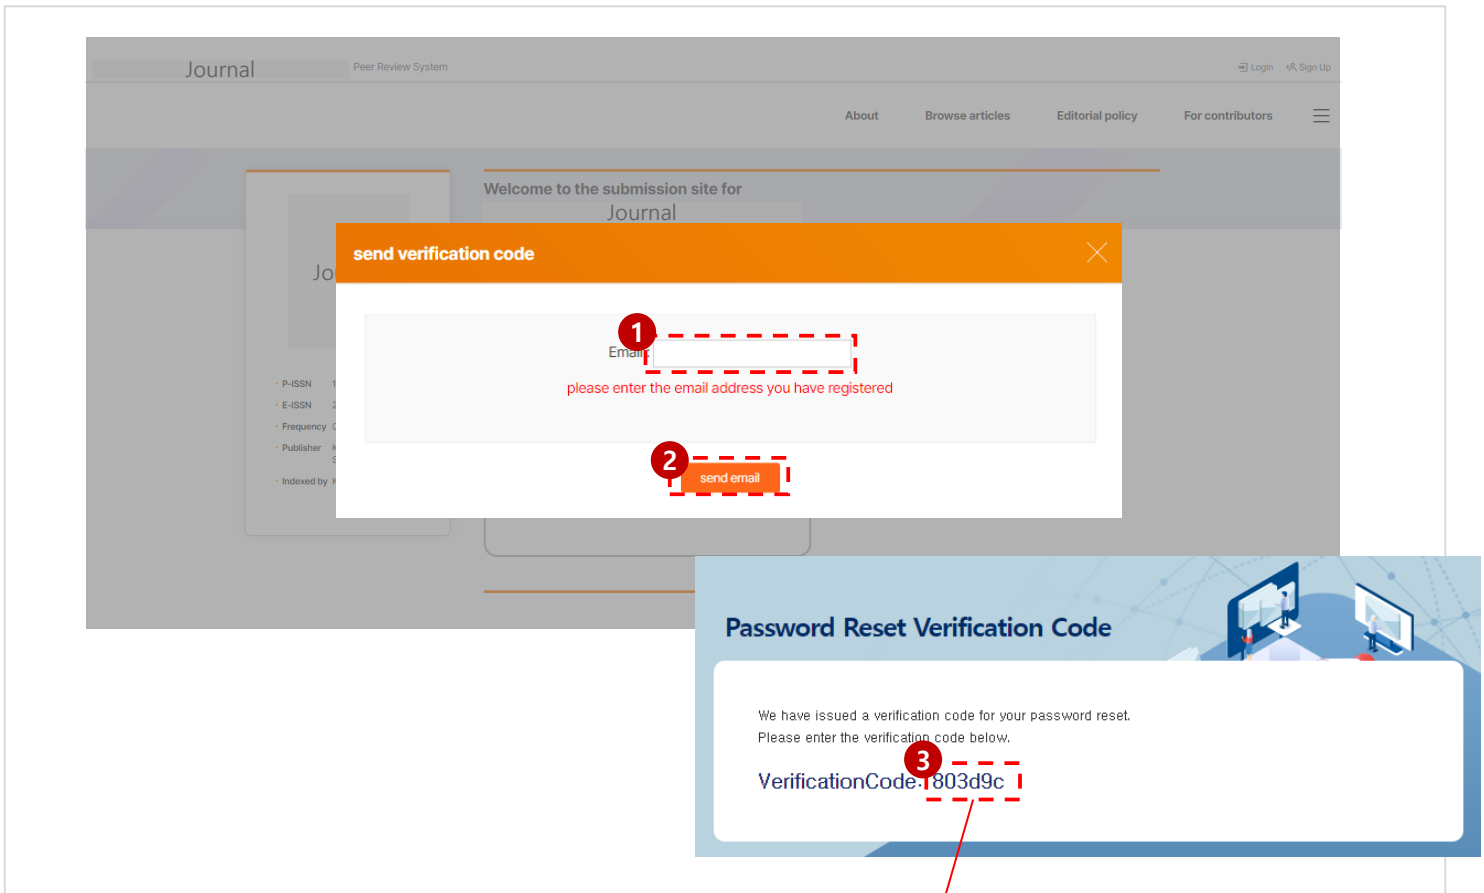 Journal
Peer Review System
Login
Sign Up
About
Browse articles
Editorial policy
For contributors
Welcome to the submission site for
Journal
send verification code
1
Email:
please enter the email address you have registered
- P-ISSN
- E-ISSN
- Frequency
- Publisher
- Indexed by
2
send email
Password Reset Verification Code
We have issued a verification code for your password reset.
Please enter the verification code below.
3
VerificationCode: 803d9c